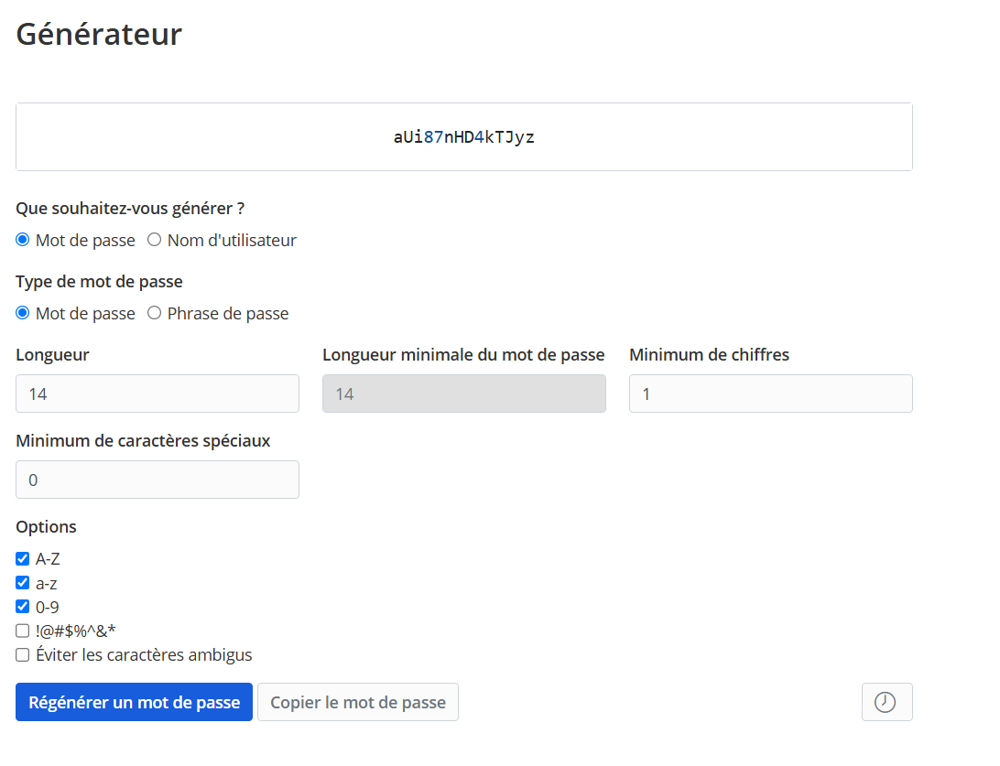 Générateur
aUi87nHD4kTJyz
Que souhaitez-vous générer ?
Mot de passe Nom d'utilisateur
Type de mot de passe
Mot de passe Phrase de passe
Longueur Longueur minimale du mot de passe Minimum de chiffres
14 14 1
Minimum de caractères spéciaux
0
Options
A-Z
a-z
0-9
!@#$%^&*
Éviter les caractères ambigus
Régénérer un mot de passe Copier le mot de passe